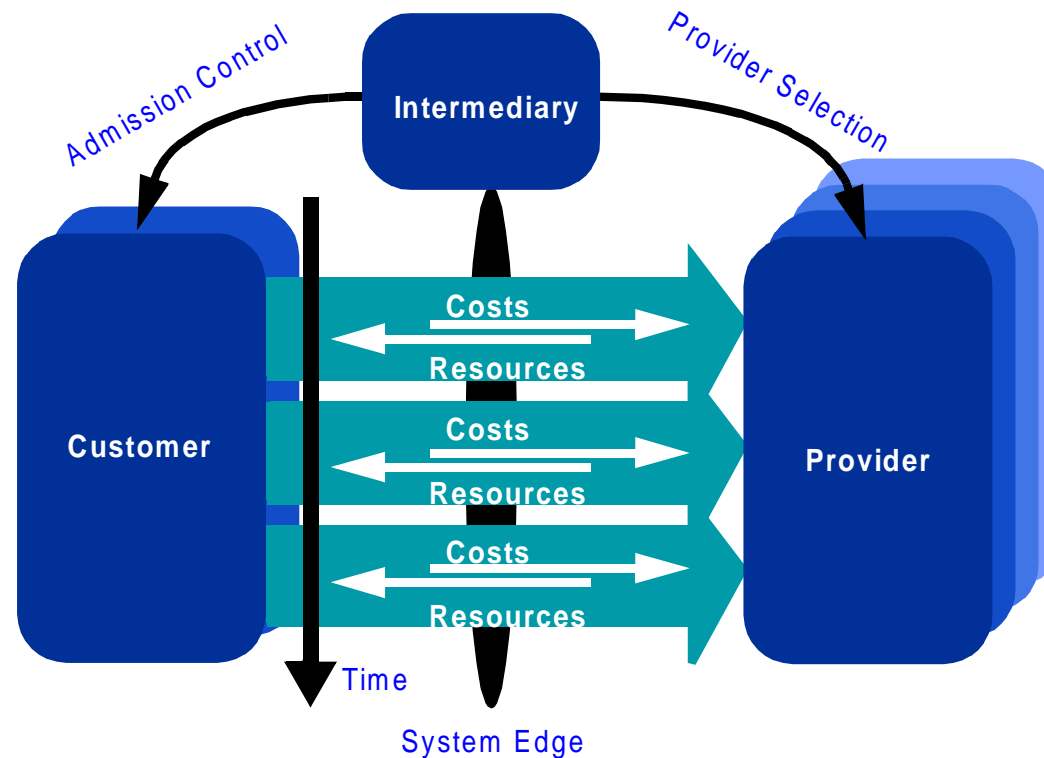 Admission Control
Provider Selection
Intermediary
Costs
Resources
Customer
Costs
Provider
Resources
Costs
Resources
Time
System Edge